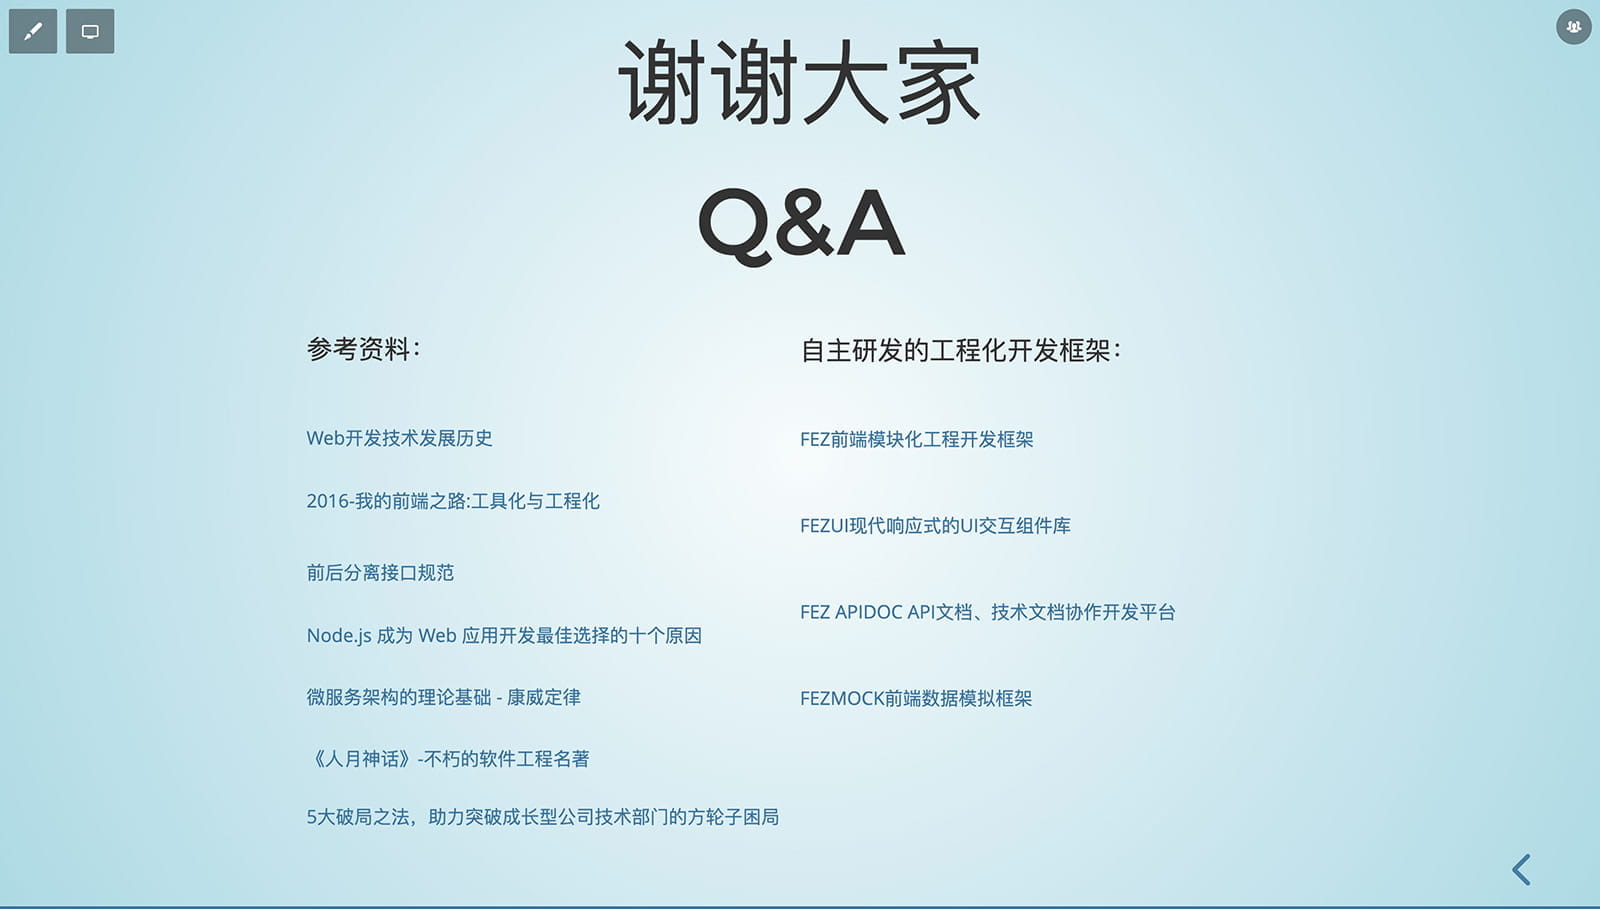 谢谢大家
Q&A
参考资料：
Web开发技术发展历史
2016-我的前端之路:工具化与工程化
前后分离接口规范
Node.js 成为 Web 应用开发最佳选择的十个原因
微服务架构的理论基础 - 康威定律
《人月神话》-不朽的软件工程名著
5大破局之法，助力突破成长型公司技术部门的方轮子困局
自主研发的工程化开发框架：
FEZ前端模块化工程开发框架
FEZUI现代响应式的UI交互组件库
FEZ APIDOC API文档、技术文档协作开发平台
FEZMOCK前端数据模拟框架